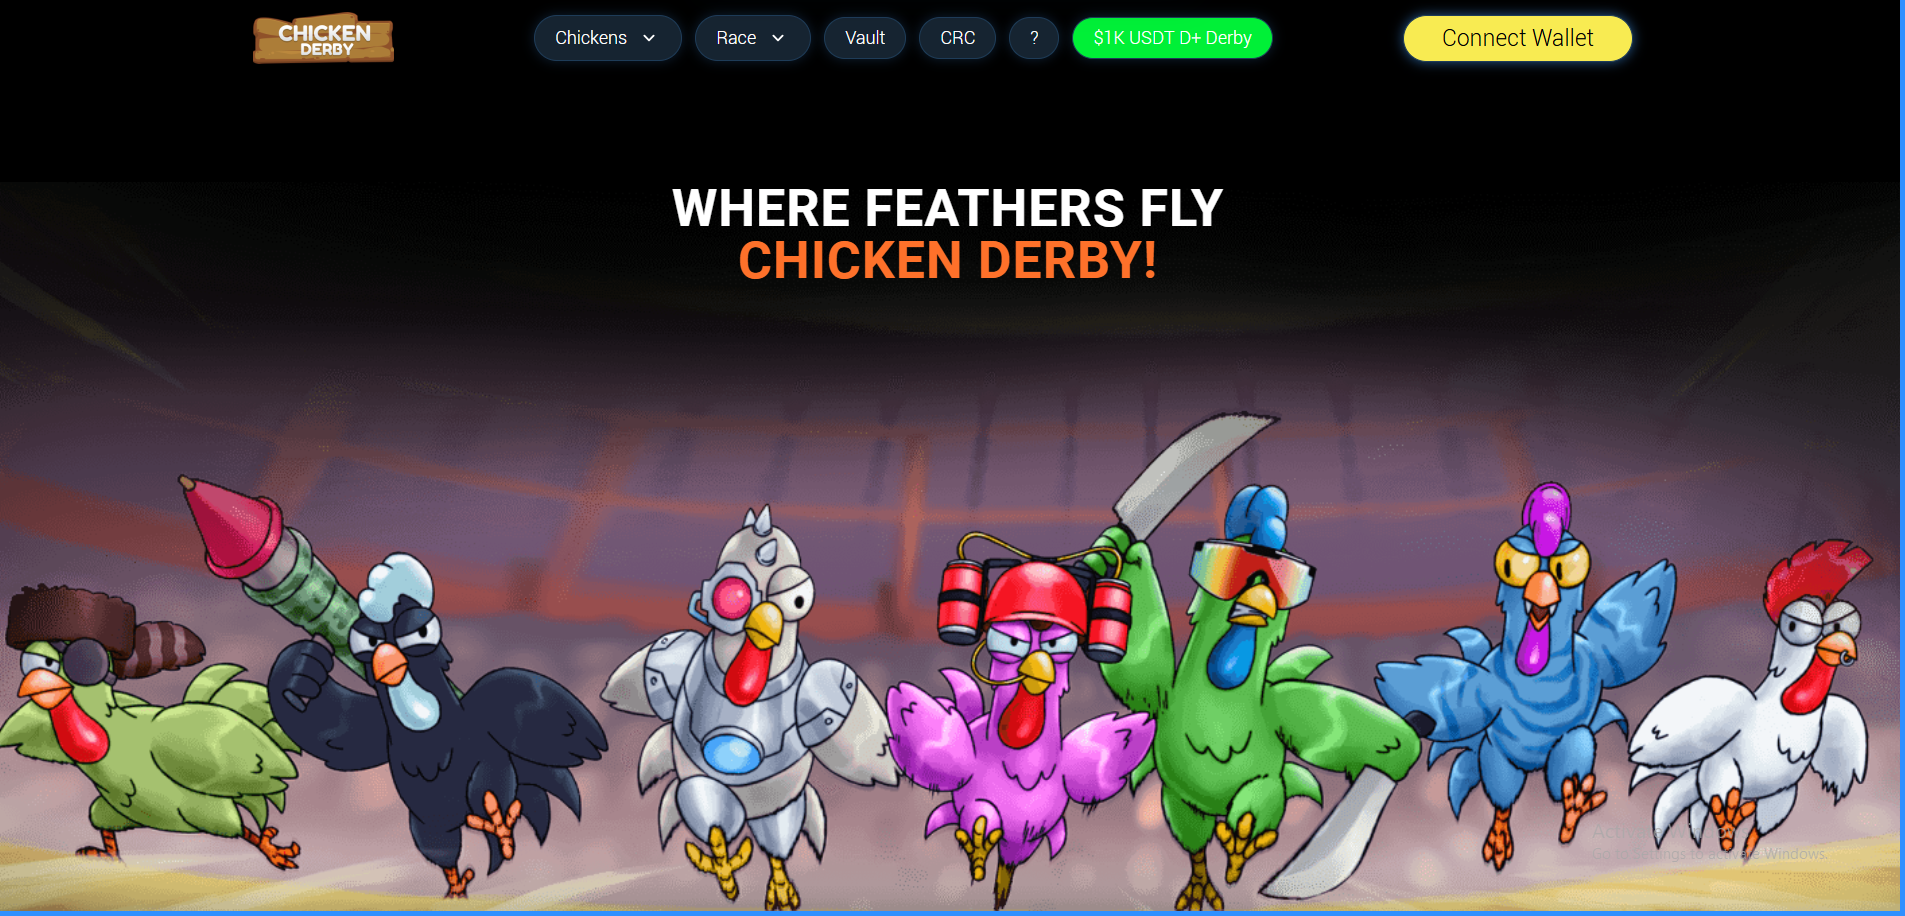 CHICKEN
DERBY
Chickens
Race
Vault
CRC
?
$1K USDT D+ Derby
Connect Wallet
WHERE FEATHERS FLY
CHICKEN DERBY!
Activate Windows
Go to Settings to activate Windows.